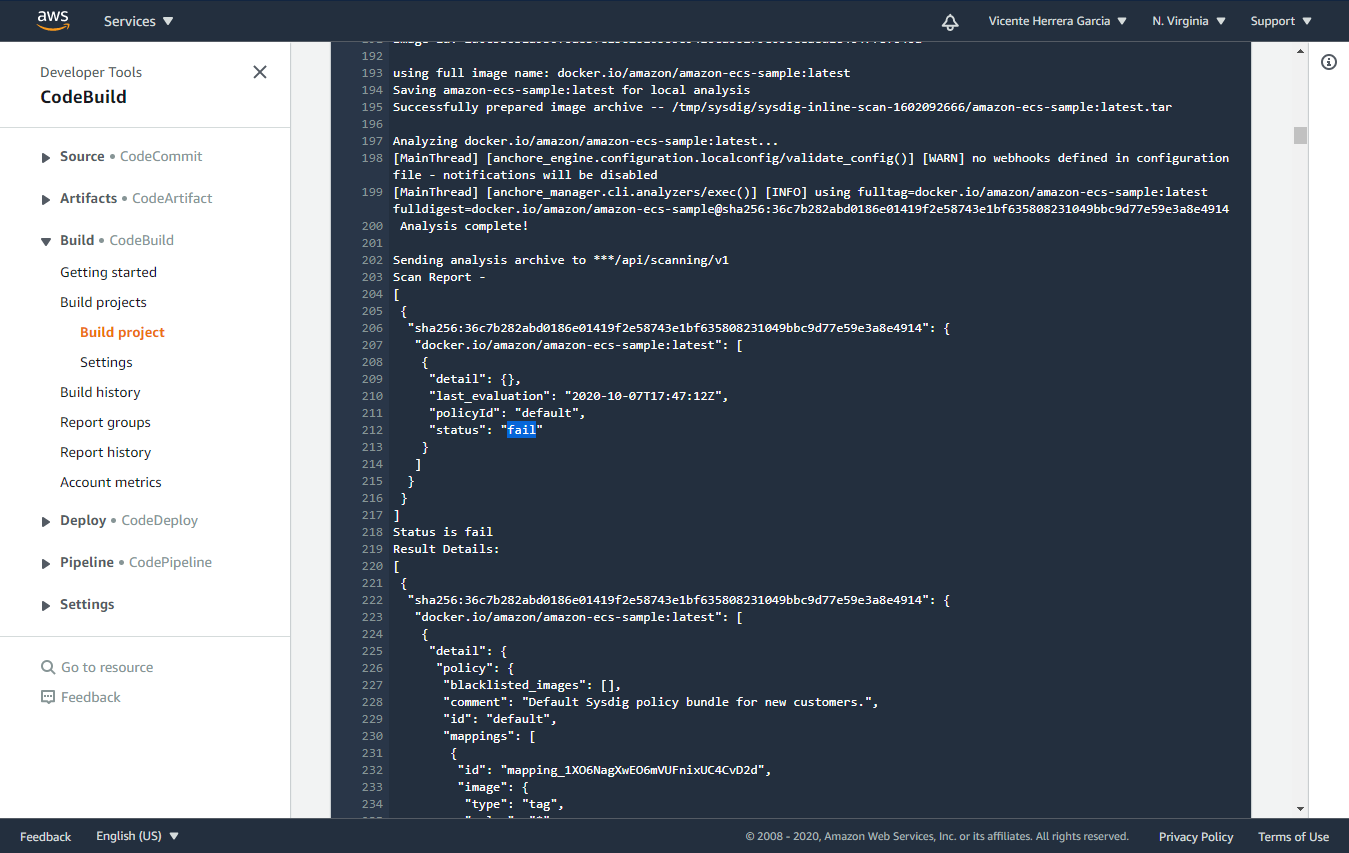 aws
Services
Vicente Herrera Garcia
N. Virginia
Support
Developer Tools
CodeBuild
Source • CodeCommit
Artifacts • CodeArtifact
Build • CodeBuild
Getting started
Build projects
Build project
Settings
Build history
Report groups
Report history
Account metrics
Deploy • CodeDeploy
Pipeline • CodePipeline
Settings
Go to resource
Feedback
192
193 using full image name: docker.io/amazon/amazon-ecs-sample:latest
194 Saving amazon-ecs-sample:latest for local analysis
195 Successfully prepared image archive -- /tmp/sysdig/sysdig-inline-scan-1602092666/amazon-ecs-sample:latest.tar
196
197 Analyzing docker.io/amazon/amazon-ecs-sample:latest...
198 [MainThread] [anchore_engine.configuration.localconfig/validate_config()] [WARN] no webhooks defined in configuration
file - notifications will be disabled
199 [MainThread] [anchore_manager.cli.analyzers/exec()] [INFO] using fulltag=docker.io/amazon/amazon-ecs-sample:latest
fulldigest=docker.io/amazon/amazon-ecs-sample@sha256:36c7b282abd0186e01419f2e58743e1bf635808231049bbc9d77e59e3a8e4914
200 Analysis complete!
201
202 Sending analysis archive to ***/api/scanning/v1
203 Scan Report -
204 [
205 {
206 "sha256:36c7b282abd0186e01419f2e58743e1bf635808231049bbc9d77e59e3a8e4914": {
207 "docker.io/amazon/amazon-ecs-sample:latest": [
208 {
209 "detail": {},
210 "last_evaluation": "2020-10-07T17:47:12Z",
211 "policyId": "default",
212 "status": "fail"
213 }
214 ]
215 }
216 }
217 ]
218 Status is fail
219 Result Details:
220 [
221 {
222 "sha256:36c7b282abd0186e01419f2e58743e1bf635808231049bbc9d77e59e3a8e4914": {
223 "docker.io/amazon/amazon-ecs-sample:latest": [
224 {
225 "detail": {
226 "policy": {
227 "blacklisted_images": [],
228 "comment": "Default Sysdig policy bundle for new customers.",
229 "id": "default",
230 "mappings": [
231 {
232 "id": "mapping_1XO6NagXwEO6mVUFnixUC4CvD2d",
233 "image": {
234 "type": "tag",
Feedback
English (US)
© 2008 - 2020, Amazon Web Services, Inc. or its affiliates. All rights reserved.
Privacy Policy
Terms of Use